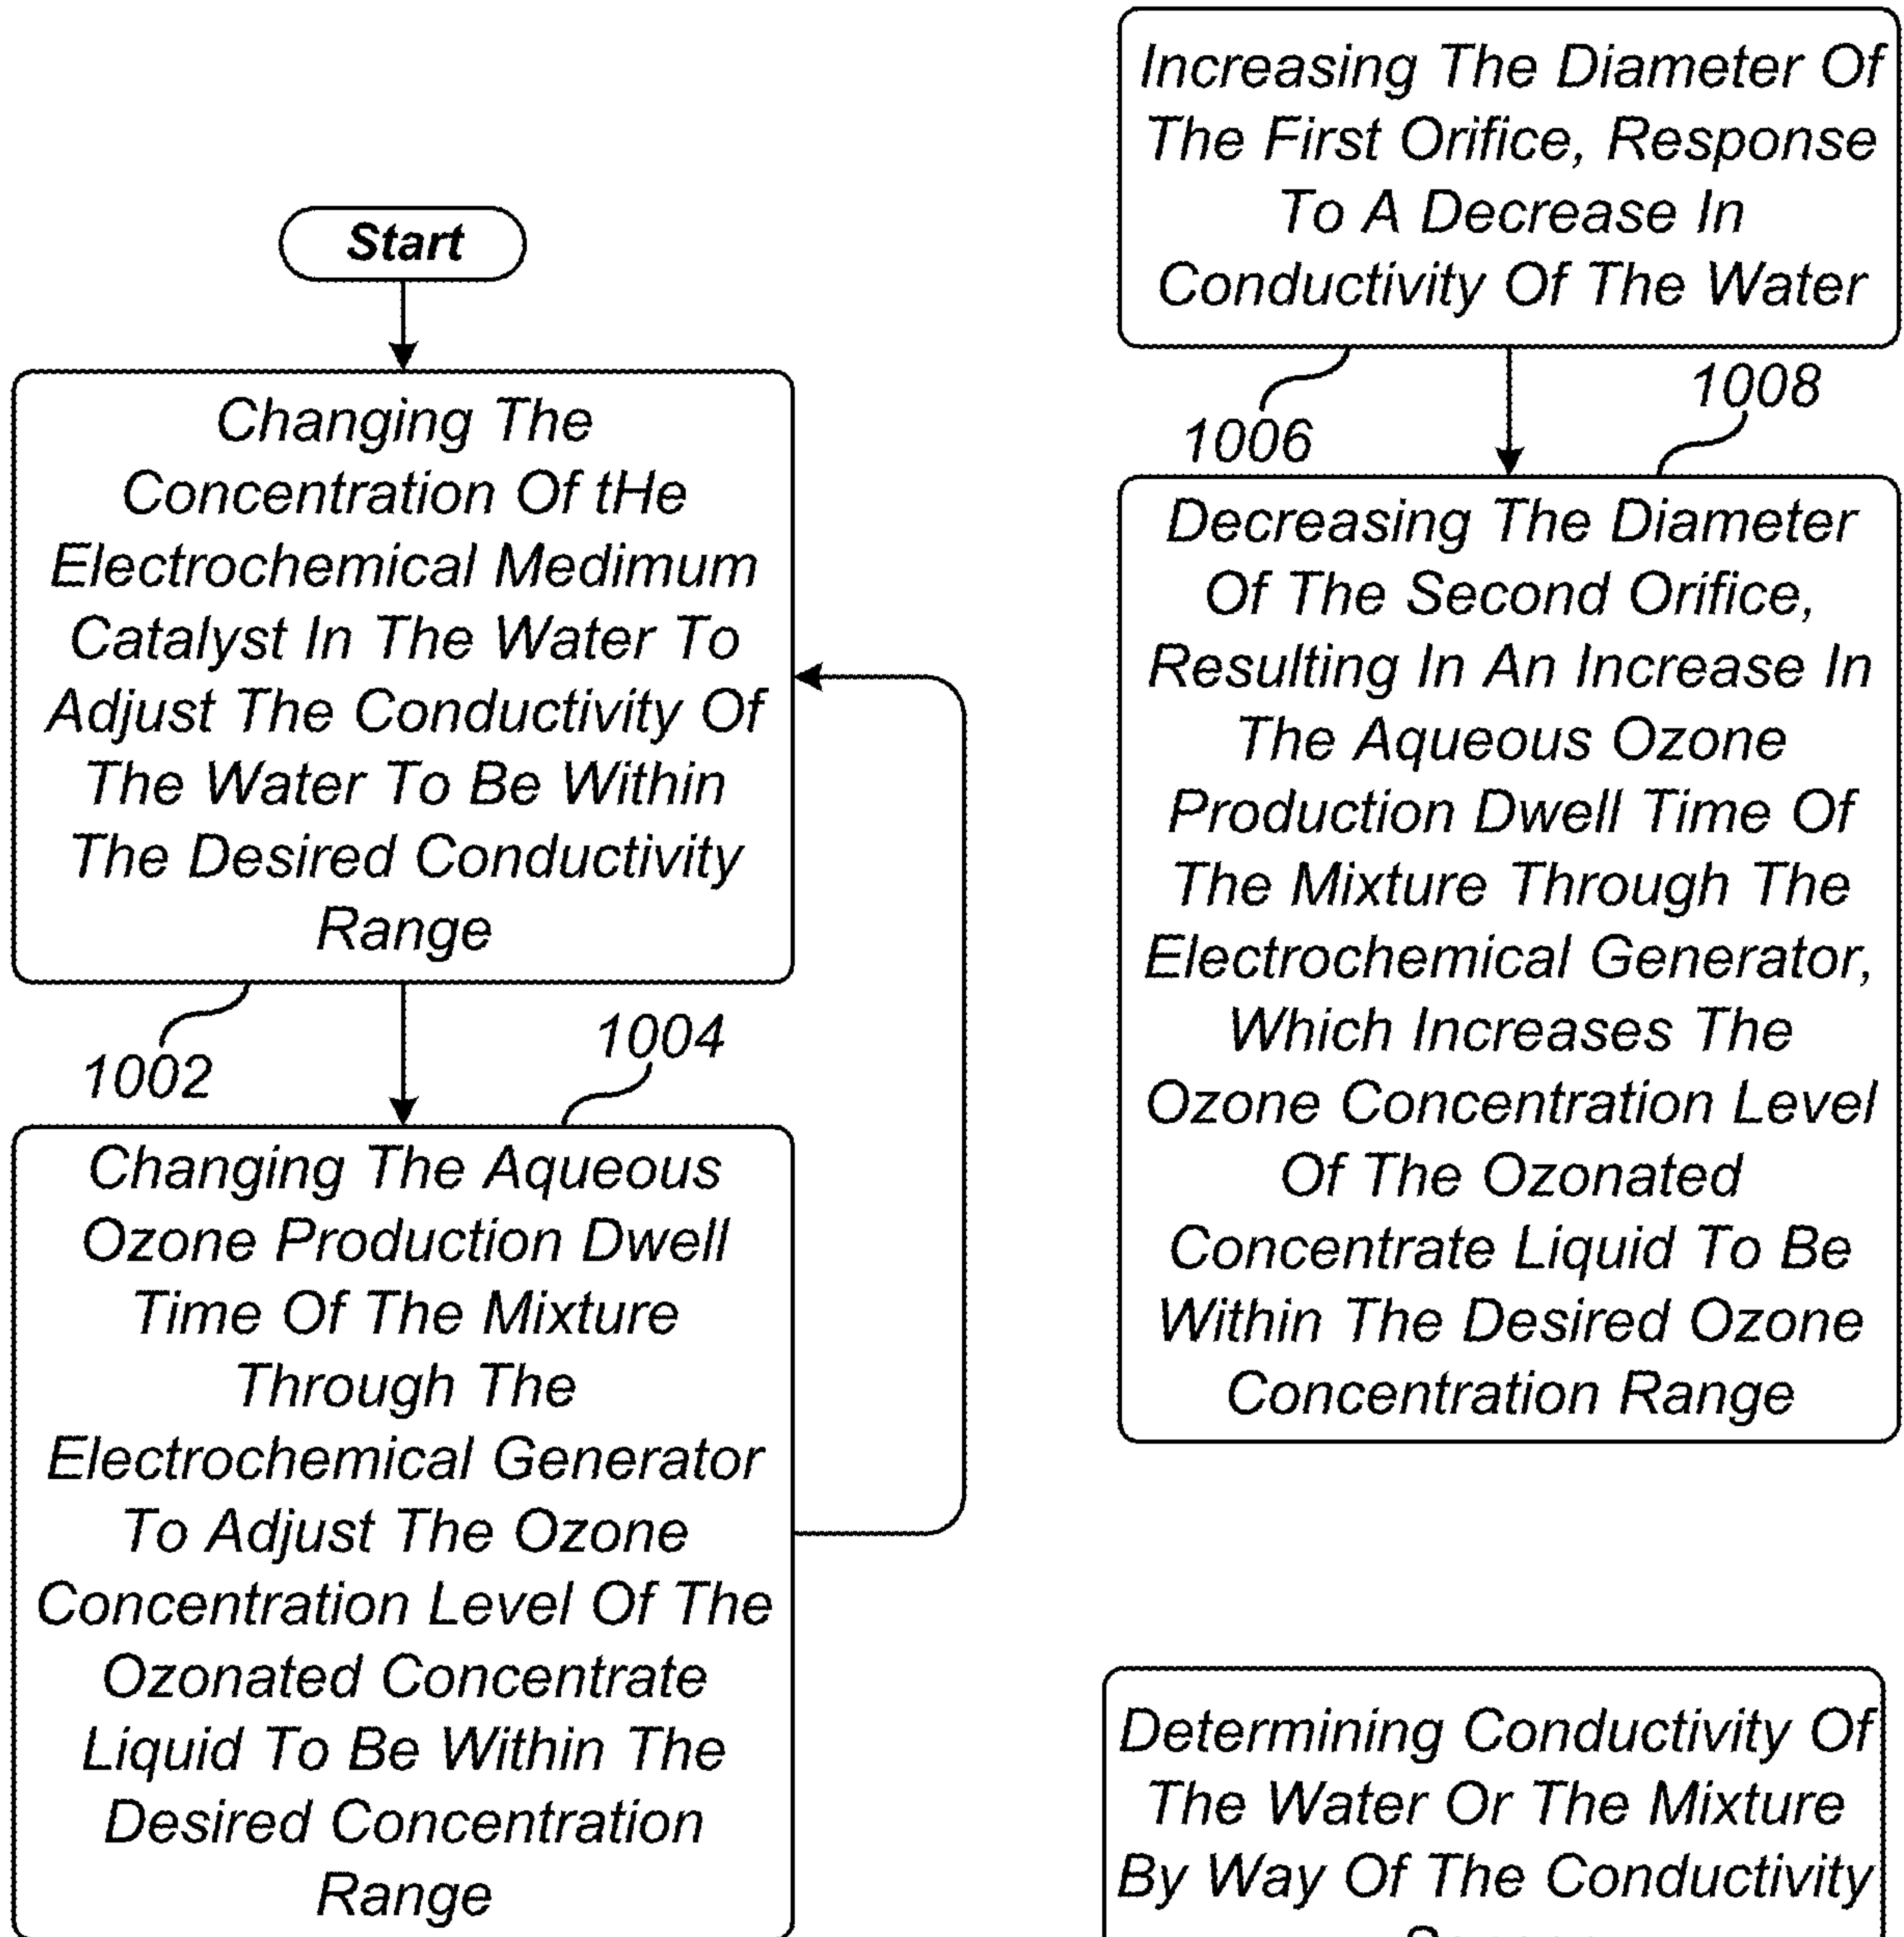 Start
Changing The
Concentration Of tHe
Electrochemical Medimum
Catalyst In The Water To
Adjust The Conductivity Of
The Water To Be Within
The Desired Conductivity
Range
1002
1004
Changing The Aqueous
Ozone Production Dwell
Time Of The Mixture
Through The
Electrochemical Generator
To Adjust The Ozone
Concentration Level Of The
Ozonated Concentrate
Liquid To Be Within The
Desired Concentration
Range
Increasing The Diameter Of
The First Orifice, Response
To A Decrease In
Conductivity Of The Water
1006
1008
Decreasing The Diameter
Of The Second Orifice,
Resulting In An Increase In
The Aqueous Ozone
Production Dwell Time Of
The Mixture Through The
Electrochemical Generator,
Which Increases The
Ozone Concentration Level
Of The Ozonated
Concentrate Liquid To Be
Within The Desired Ozone
Concentration Range
Determining Conductivity Of
The Water Or The Mixture
By Way Of The Conductivity